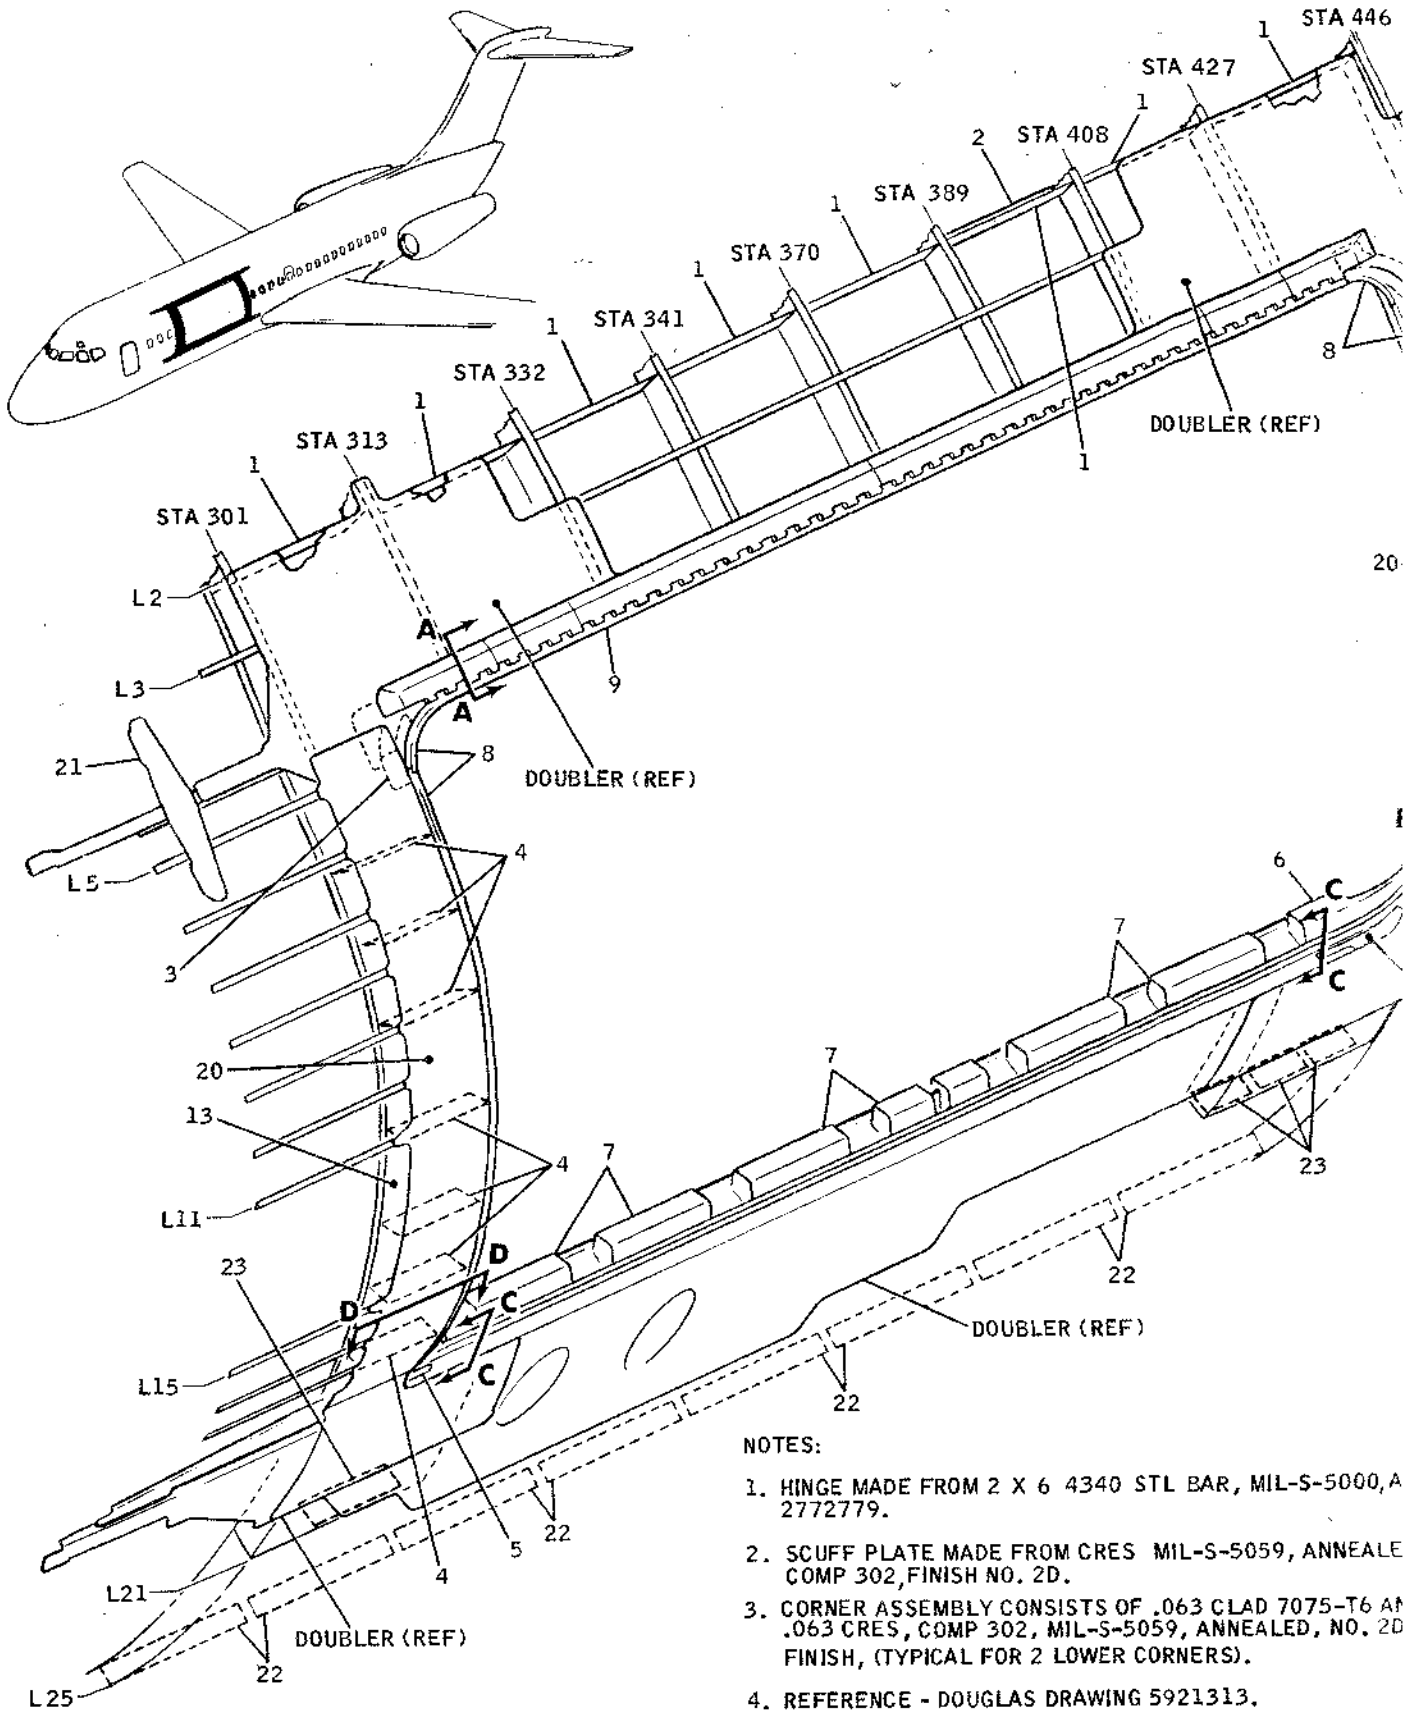 STA 446
1
STA 427
1
STA 408
2
STA 389
1
STA 370
1
STA 341
1
STA 332
1
8
STA 313
1
DOUBLER (REF)
1
STA 301
1
20
L2
A
L3
9
A
21
8
DOUBLER (REF)
L5
4
6
C
7
3
C
20
7
13
4
7
23
L11
D
22
23
D
C
DOUBLER (REF)
L15
C
22
NOTES:
1. HINGE MADE FROM 2 X 6 4340 STL BAR, MIL-S-5000, A
2772779.
22
5
2. SCUFF PLATE MADE FROM CRES MIL-S-5059, ANNEALE
COMP 302, FINISH NO. 2D.
4
L21
3. CORNER ASSEMBLY CONSISTS OF .063 CLAD 7075-T6 AN
.063 CRES, COMP 302, MIL-S-5059, ANNEALED, NO. 2D
FINISH, (TYPICAL FOR 2 LOWER CORNERS).
DOUBLER (REF)
22
L25
4. REFERENCE - DOUGLAS DRAWING 5921313.